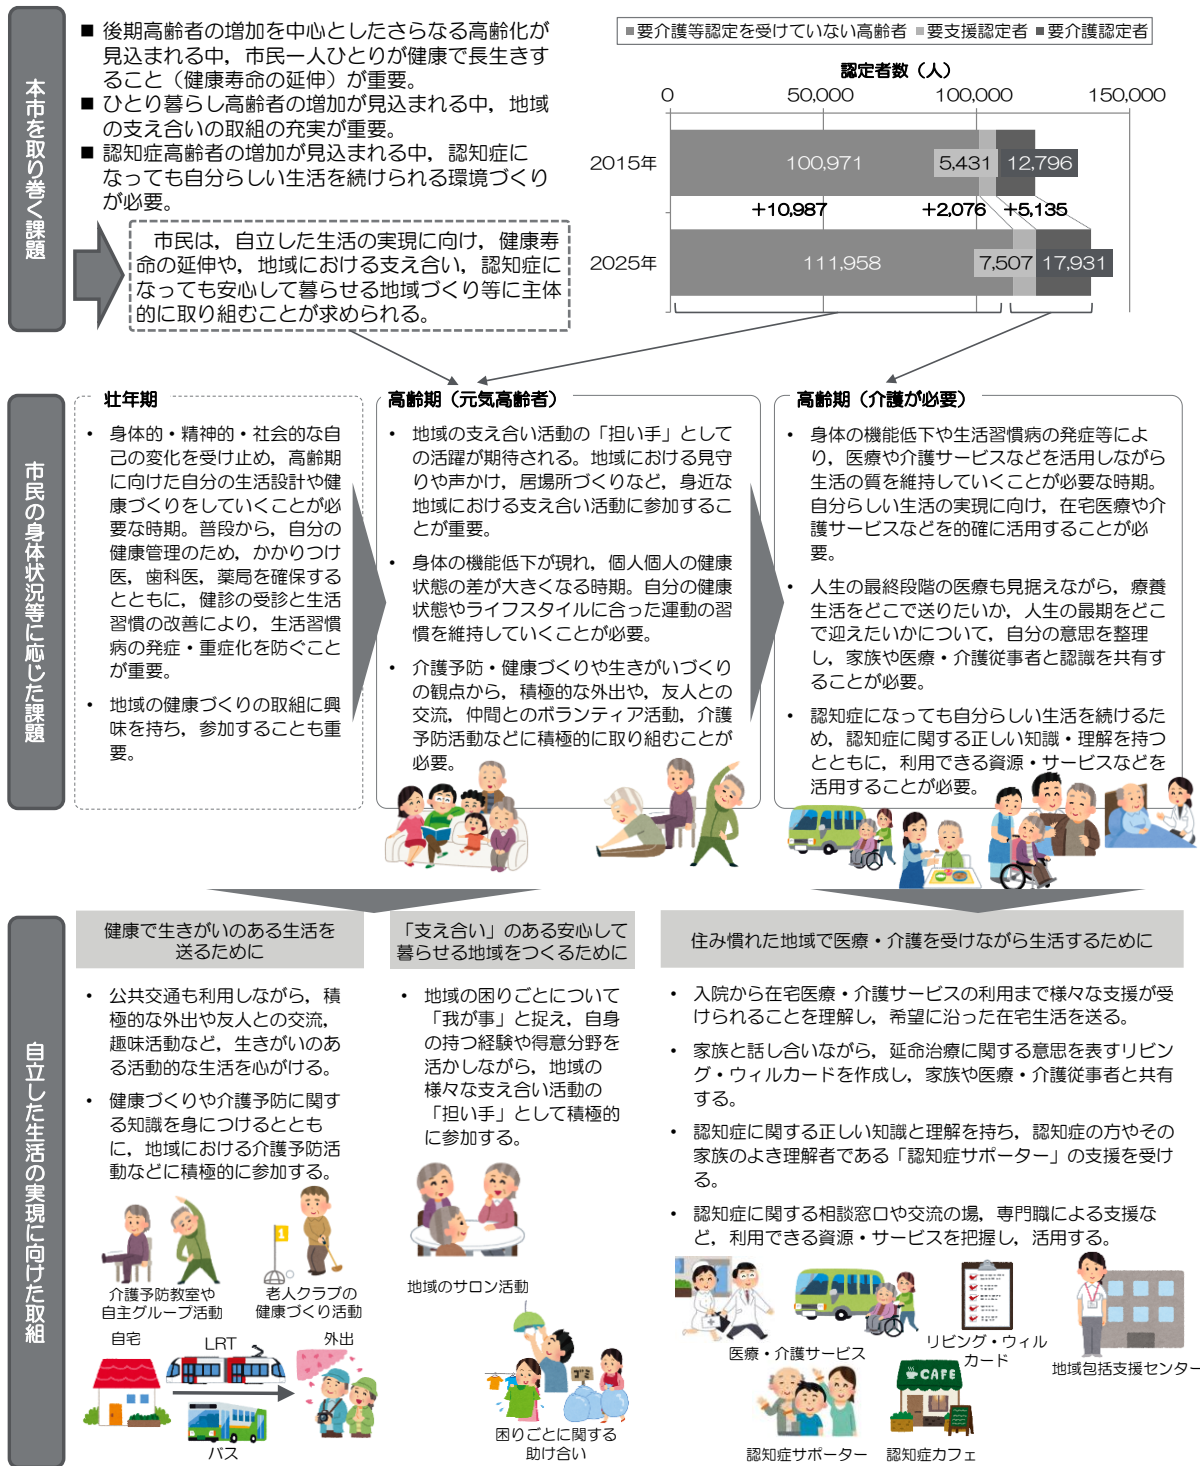 本市を取り巻く課題
■ 後期高齢者の増加を中心としたさらなる高齢化が
見込まれる中，市民一人ひとりが健康で長生きす
ること（健康寿命の延伸）が重要。
■ ひとり暮らし高齢者の増加が見込まれる中，地域
の支え合いの取組の充実が重要。
■ 認知症高齢者の増加が見込まれる中，認知症に
なっても自分らしい生活を続けられる環境づくり
が必要。
市民は，自立した生活の実現に向け，健康寿
命の延伸や，地域における支え合い，認知症に
なっても安心して暮らせる地域づくり等に主体
的に取り組むことが求められる。
■要介護等認定を受けていない高齢者 ■要支援認定者 ■要介護認定者
認定者数（人）
0 50,000 100,000 150,000
2015年 100,971 5,431 12,796
+10,987 +2,076 +5,135
2025年 111,958 7,507 17,931
市民の身体状況等に応じた課題
壮年期
• 身体的・精神的・社会的な自
己の変化を受け止め，高齢期
に向けた自分の生活設計や健
康づくりをしていくことが必
要な時期。普段から，自分の
健康管理のため，かかりつけ
医，歯科医，薬局を確保する
とともに，健診の受診と生活
習慣の改善により，生活習慣
病の発症・重症化を防ぐこと
が重要。
• 地域の健康づくりの取組に興
味を持ち，参加することも重
要。
高齢期（元気高齢者）
• 地域の支え合い活動の「担い手」として
の活躍が期待される。地域における見守
りや声かけ，居場所づくりなど，身近な
地域における支え合い活動に参加するこ
とが重要。
• 身体の機能低下が現れ，個人個人の健康
状態の差が大きくなる時期。自分の健康
状態やライフスタイルに合った運動の習
慣を維持していくことが必要。
• 介護予防・健康づくりや生きがいづくり
の観点から，積極的な外出や，友人との
交流，仲間とのボランティア活動，介護
予防活動などに積極的に取り組むことが
必要。
高齢期（介護が必要）
• 身体の機能低下や生活習慣病の発症等によ
り，医療や介護サービスなどを活用しながら
生活の質を維持していくことが必要な時期。
自分らしい生活の実現に向け，在宅医療や介
護サービスなどを的確に活用することが必
要。
• 人生の最終段階の医療も見据えながら，療養
生活をどこで送りたいか，人生の最期をどこ
で迎えたいかについて，自分の意思を整理
し，家族や医療・介護従事者と認識を共有す
ることが必要。
• 認知症になっても自分らしい生活を続けるた
め，認知症に関する正しい知識・理解を持つ
とともに，利用できる資源・サービスなどを
活用することが必要。
自立した生活の実現に向けた取組
健康で生きがいのある生活を
送るために
• 公共交通も利用しながら，積
極的な外出や友人との交流，
趣味活動など，生きがいのあ
る活動的な生活を心がける。
• 健康づくりや介護予防に関す
る知識を身につけるととも
に，地域における介護予防活
動などに積極的に参加する。
1
介護予防教室や
自主グループ活動
老人クラブの
健康づくり活動
自宅
LRT
外出
バス
「支え合い」のある安心して
暮らせる地域をつくるために
• 地域の困りごとについて
「我が事」と捉え，自身
の持つ経験や得意分野を
活かしながら，地域の
様々な支え合い活動の
「担い手」として積極的
に参加する。
地域のサロン活動
ゴミ
困りごとに関する
助け合い
住み慣れた地域で医療・介護を受けながら生活するために
• 入院から在宅医療・介護サービスの利用まで様々な支援が受
けられることを理解し，希望に沿った在宅生活を送る。
• 家族と話し合いながら，延命治療に関する意思を表すリビン
グ・ウィルカードを作成し，家族や医療・介護従事者と共有
する。
• 認知症に関する正しい知識と理解を持ち，認知症の方やその
家族のよき理解者である「認知症サポーター」の支援を受け
る。
• 認知症に関する相談窓口や交流の場，専門職による支援な
ど，利用できる資源・サービスを把握し，活用する。
医療・介護サービス
リビング・ウィル
カード
地域包括支援センター
CAFE
認知症サポーター
認知症カフェ